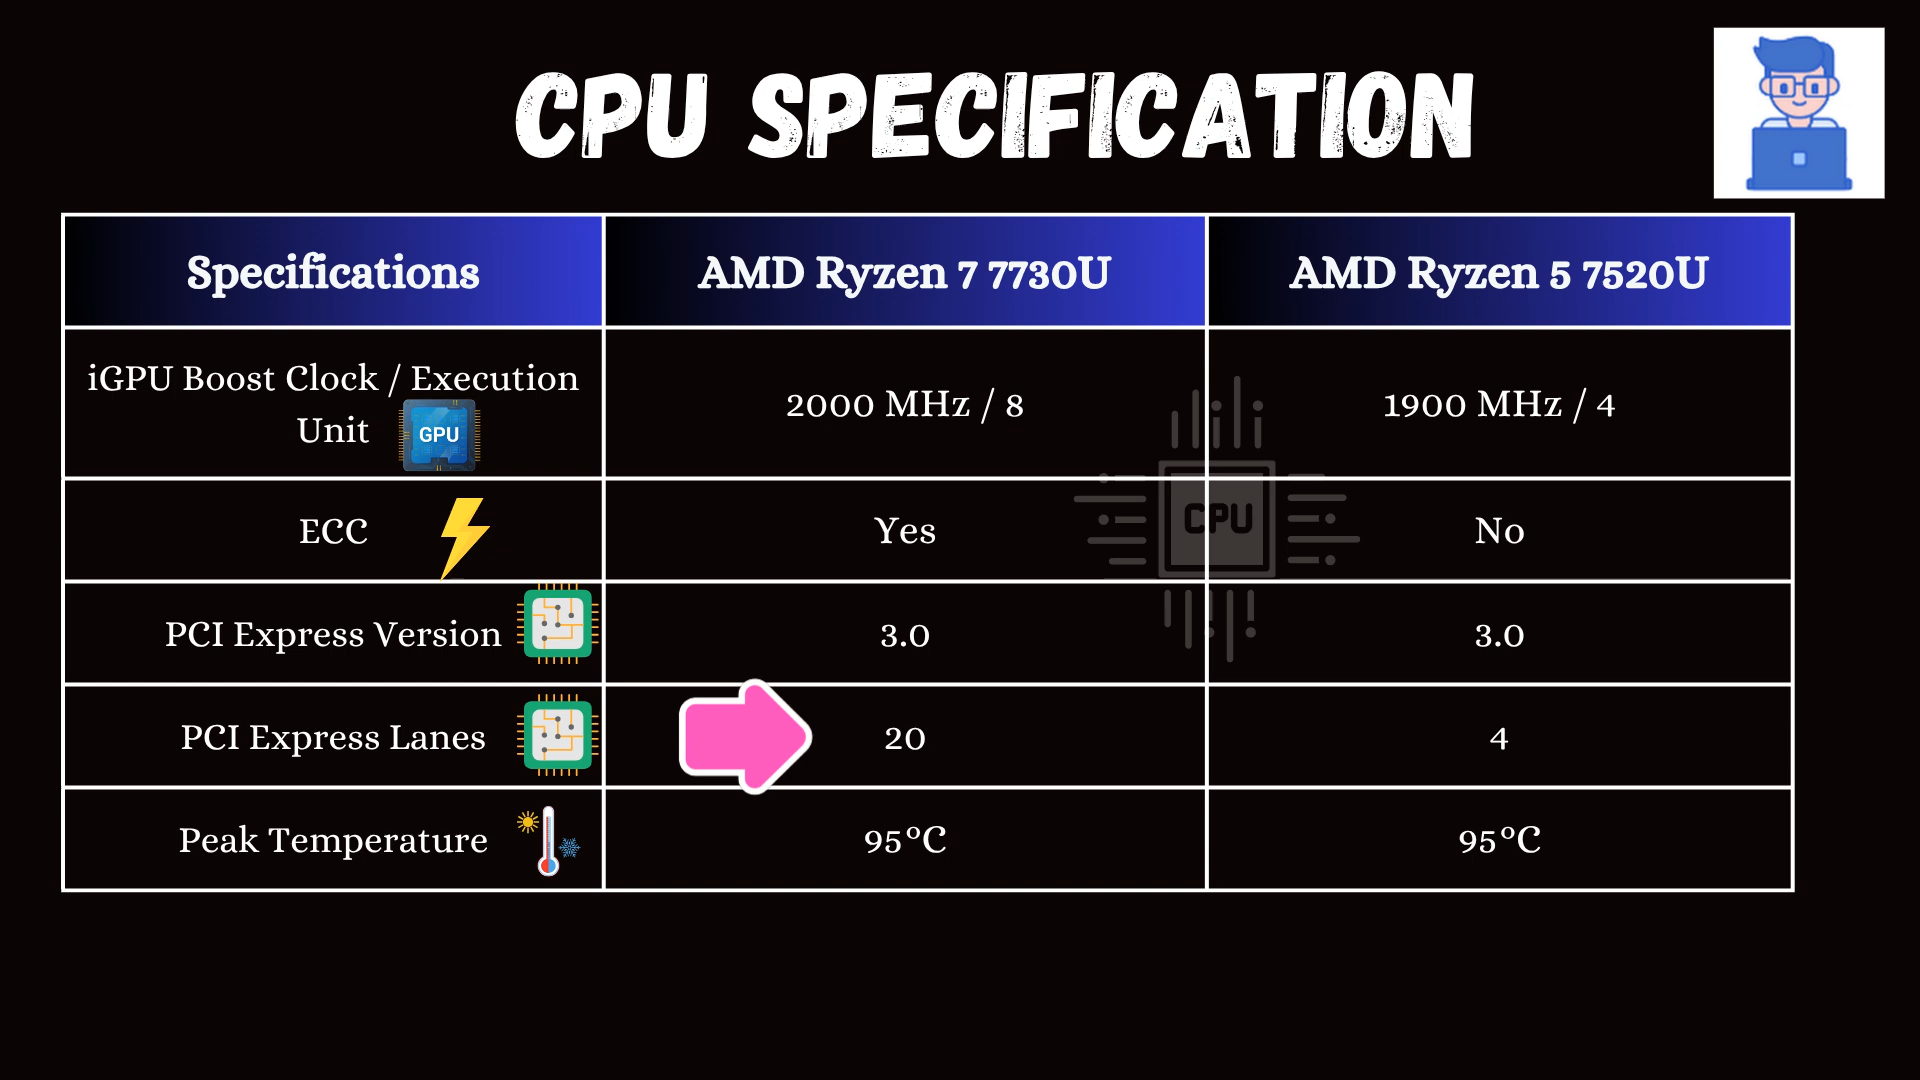 CPU SPECIFICATION
Specifications
AMD Ryzen 7 7730U
AMD Ryzen 5 7520U
iGPU Boost Clock / Execution
Unit
GPU
2000 MHz / 8
1900 MHz / 4
ECC
Yes
No
CPU
PCI Express Version
3.0
3.0
PCI Express Lanes
20
4
Peak Temperature
95°C
95°C